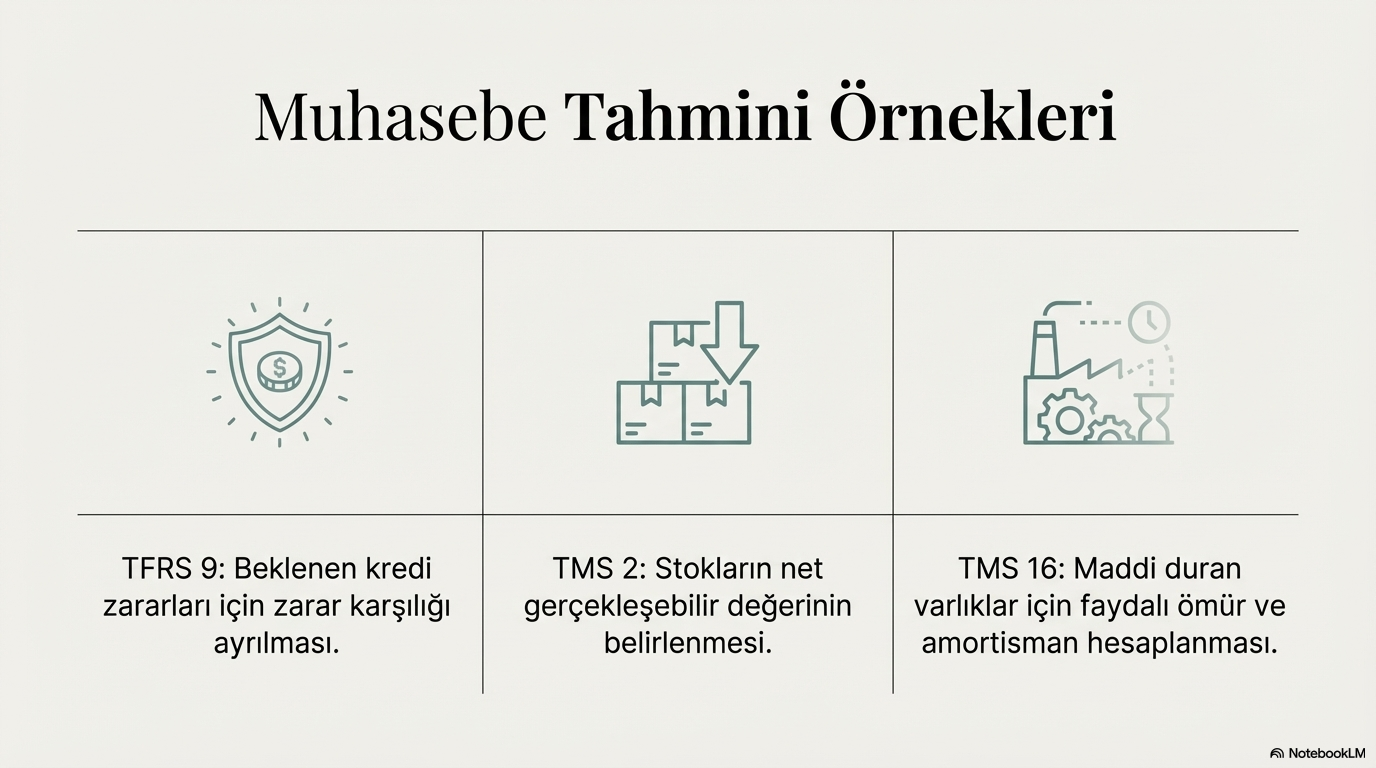 Muhasebe Tahmini Örnekleri
$
TFRS 9: Beklenen kredi
zararları için zarar karşılığı
ayrılması.
TMS 2: Stokların net
gerçekleşebilir değerinin
belirlenmesi.
TMS 16: Maddi duran
varlıklar için faydalı ömür ve
amortisman hesaplanması.
NotebookLM